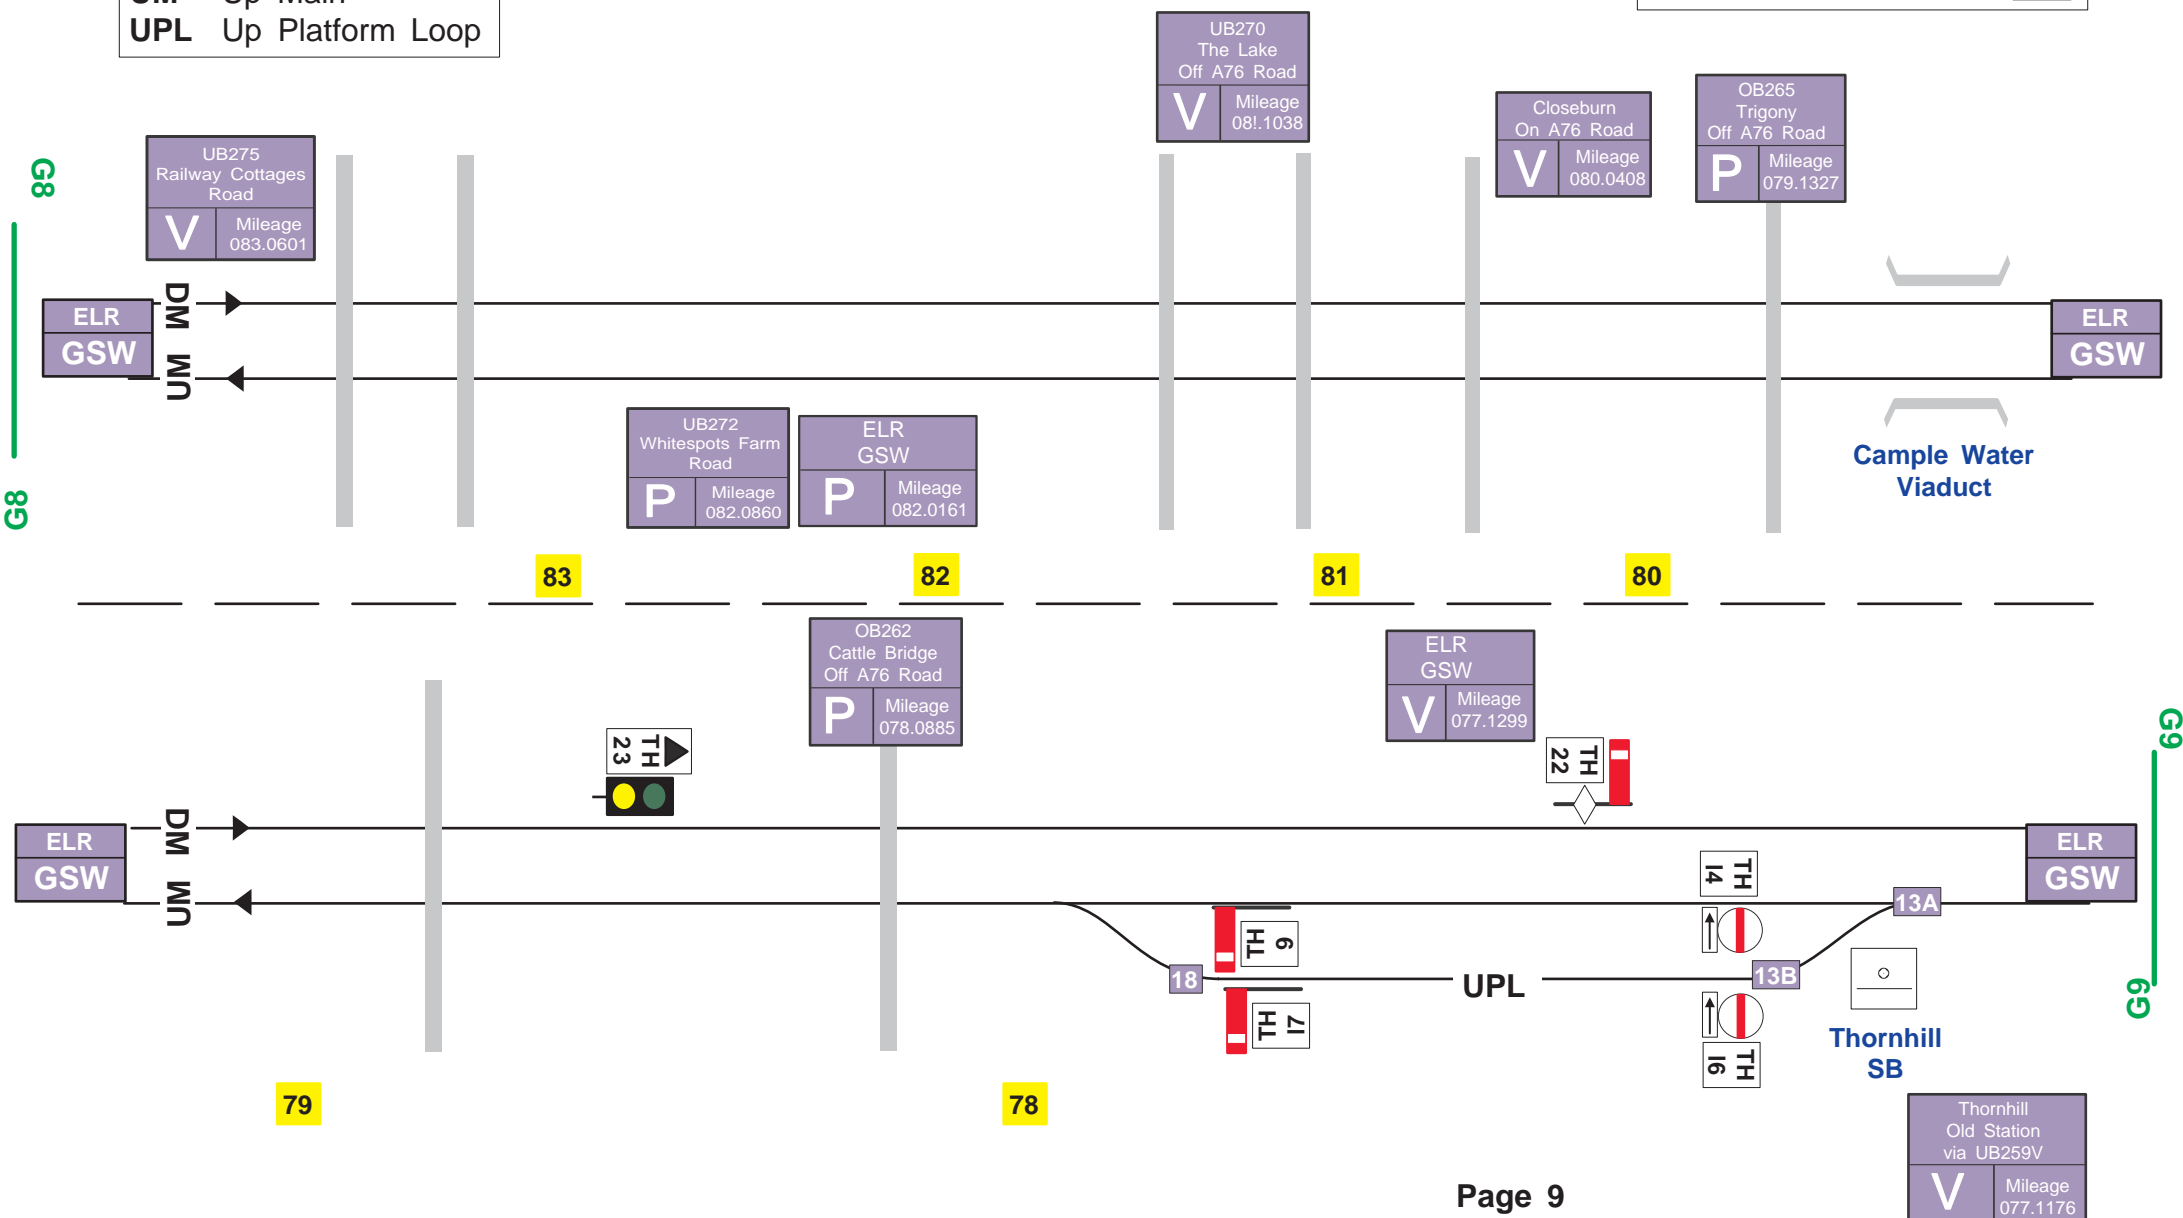 UPL Up Platform Loop
UB270
The Lake
Off A76 Road
V
Mileage
08!.1038
Closeburn
On A76 Road
V
Mileage
080.0408
OB265
Trigony
Off A76 Road
P
Mileage
079.1327
UB275
Railway Cottages
Road
V
Mileage
083.0601
G8
G8
ELR
GSW
DM
UM
ELR
GSW
UB272
Whitespots Farm
Road
P
Mileage
082.0860
ELR
GSW
P
Mileage
082.0161
Cample Water
Viaduct
83
82
81
80
OB262
Cattle Bridge
Off A76 Road
P
Mileage
078.0885
ELR
GSW
V
Mileage
077.1299
TH
23
TH
22
G9
G9
ELR
GSW
DM
UM
ELR
GSW
TH
I4
13A
6
TH
18
UPL
13B
I7
TH
TH
I6
Thornhill
SB
79
78
Thornhill
Old Station
via UB259V
V
Mileage
077.1176
Page 9